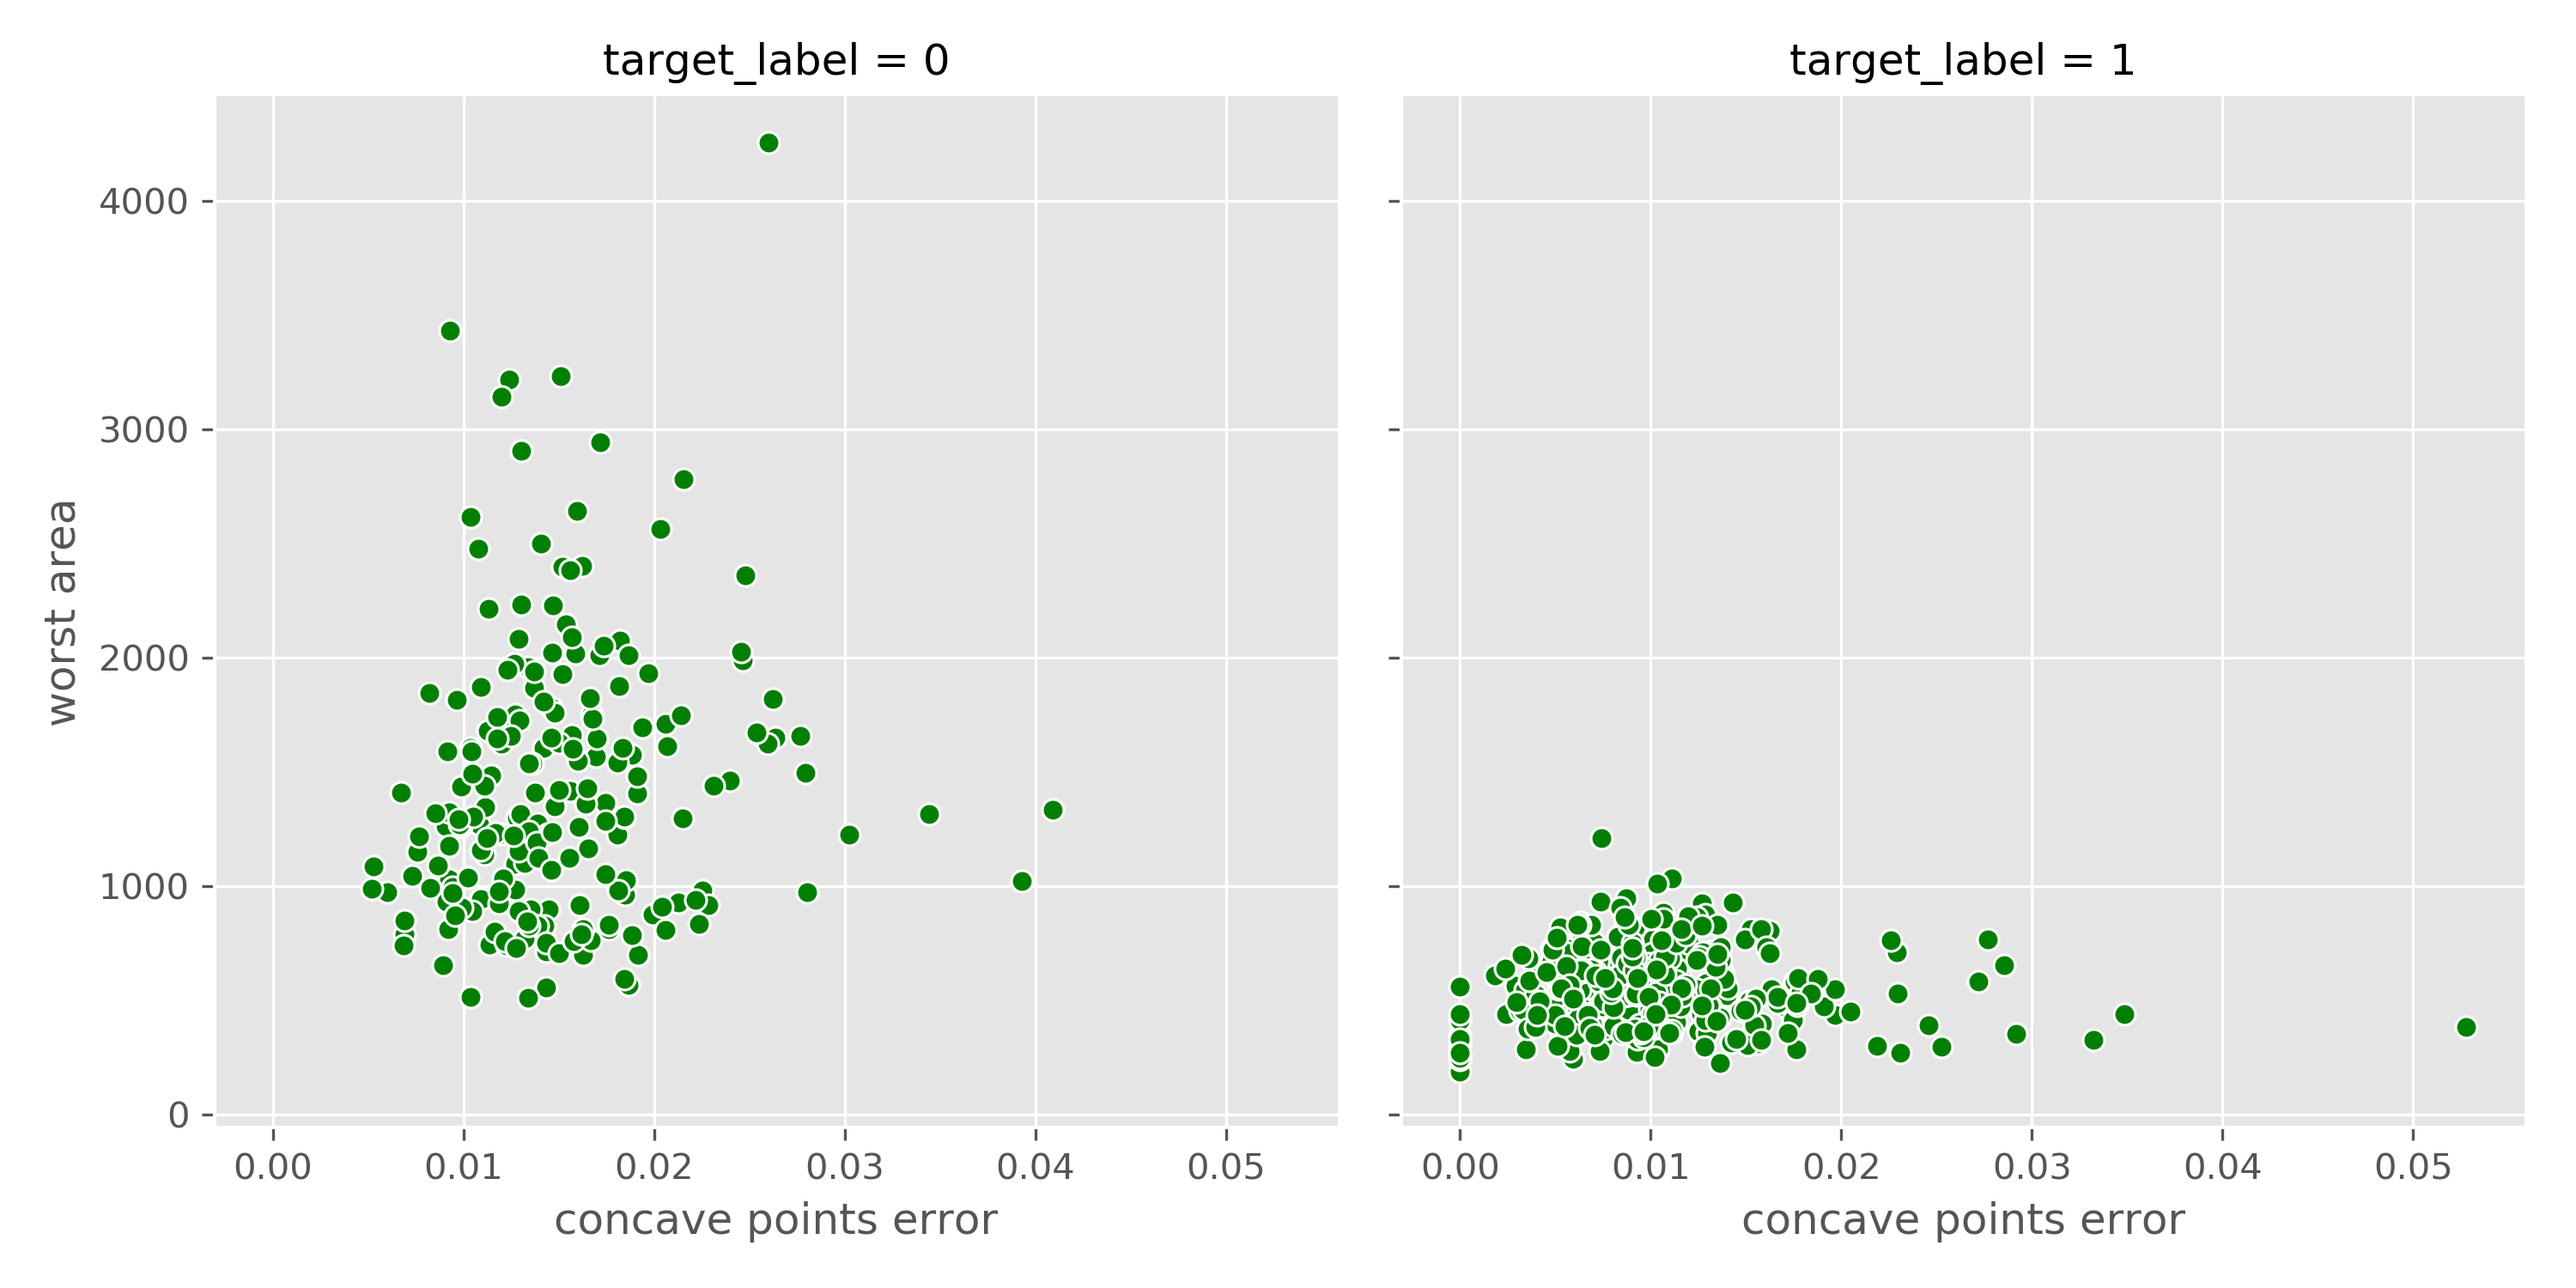 target_label = 0
target_label = 1
4000
3000
2000
1000
0
worst area
0.00 0.01 0.02 0.03 0.04 0.05
0.00 0.01 0.02 0.03 0.04 0.05
concave points error
concave points error